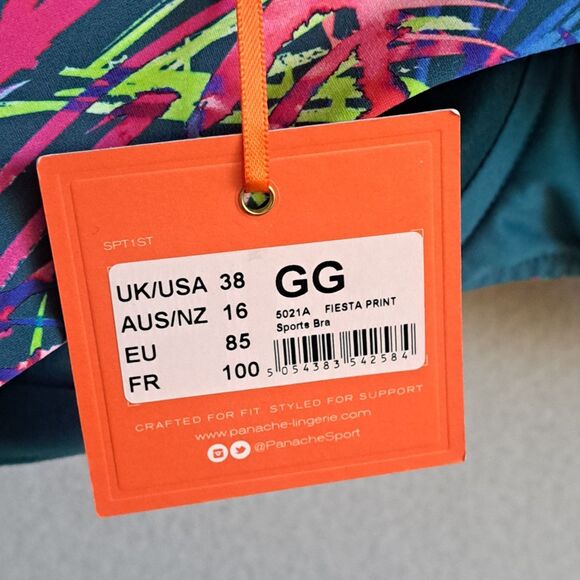 SPT1ST
UK/USA 38 GG
AUS/NZ 16
EU 85
FR 100
5021A FIESTA PRINT
Sports Bra
5 054383 542584
CRAFTED FOR FIT. STYLED FOR SUPPORT
www.panache-lingerie.com
@PanacheSport